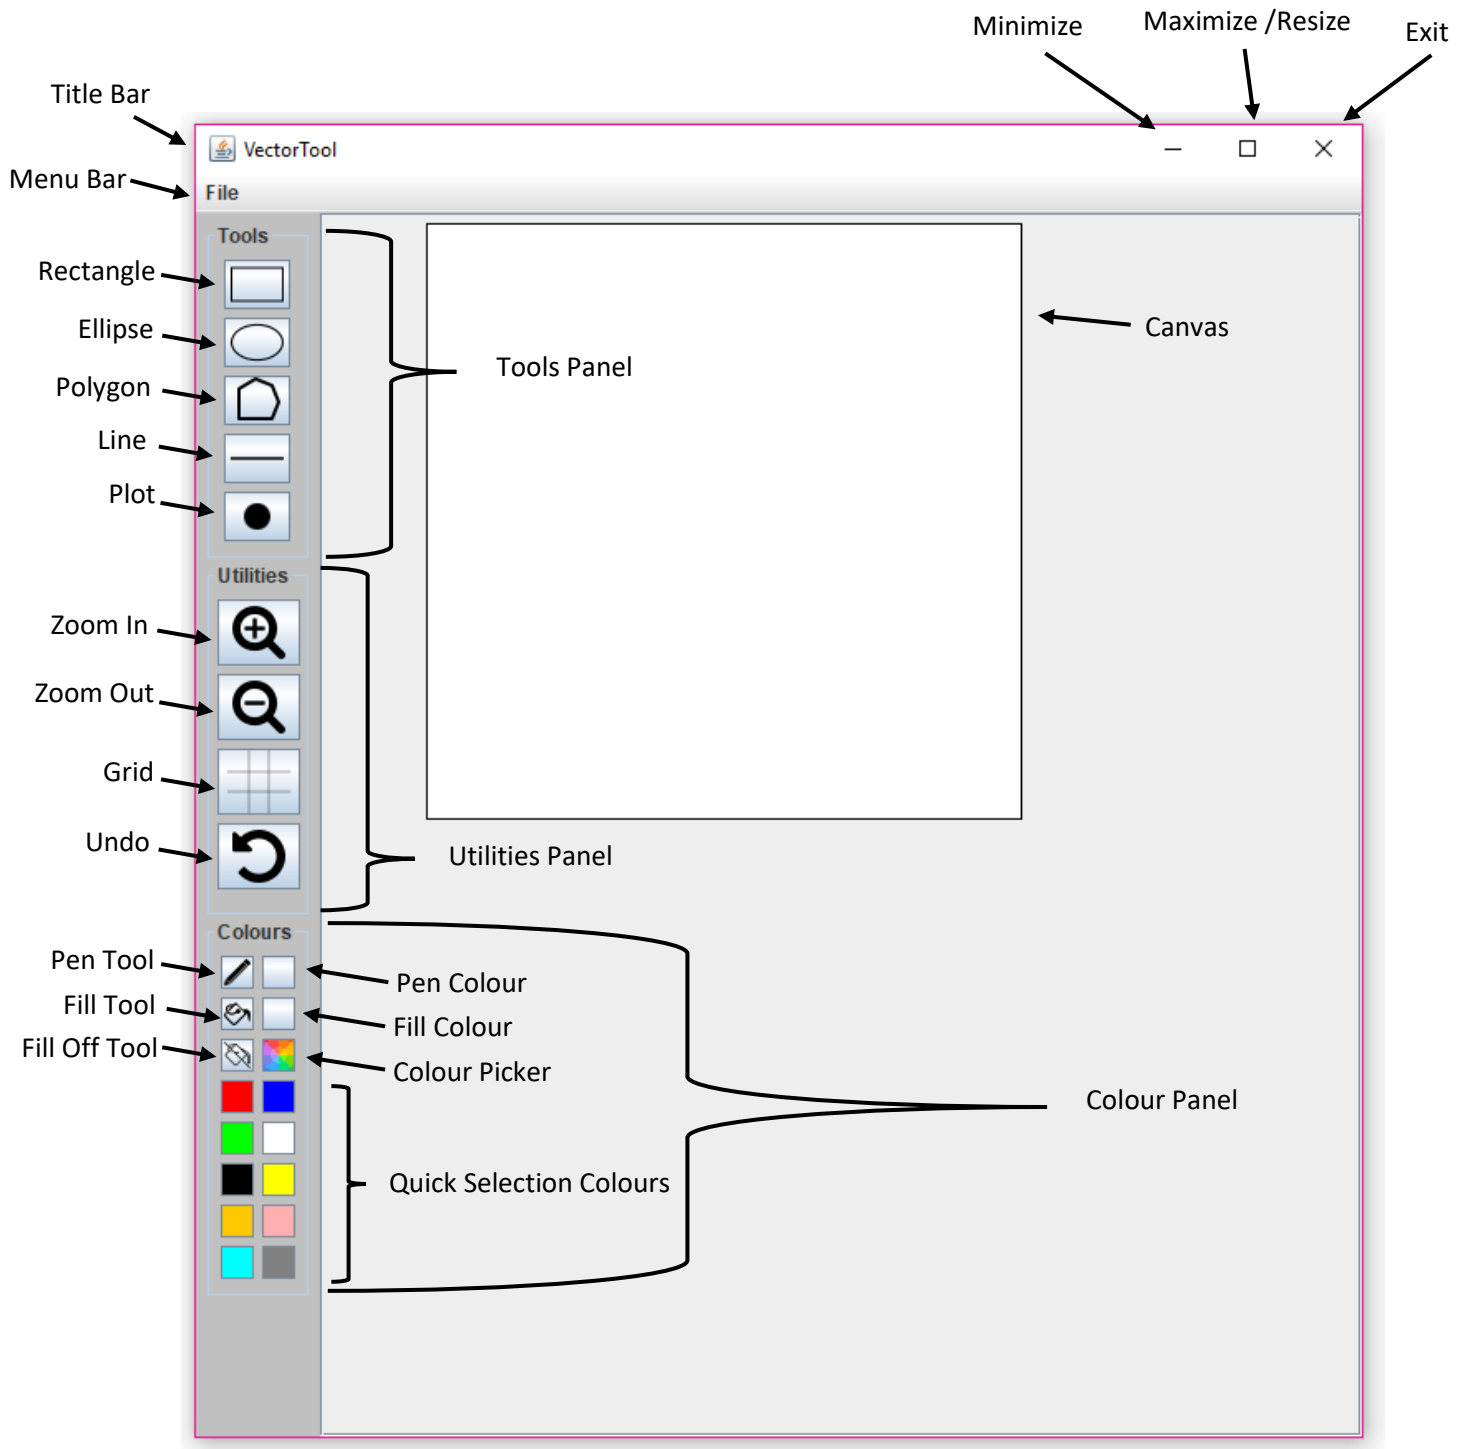 Minimize
Maximize /Resize
Exit
Title Bar
VectorTool
Menu Bar
File
Tools
Rectangle
Ellipse
Canvas
Tools Panel
Polygon
Line
Plot
Utilities
Zoom In
Zoom Out
Grid
Undo
Utilities Panel
Colours
Pen Tool
Pen Colour
Fill Tool
Fill Colour
Fill Off Tool
Colour Picker
Colour Panel
Quick Selection Colours